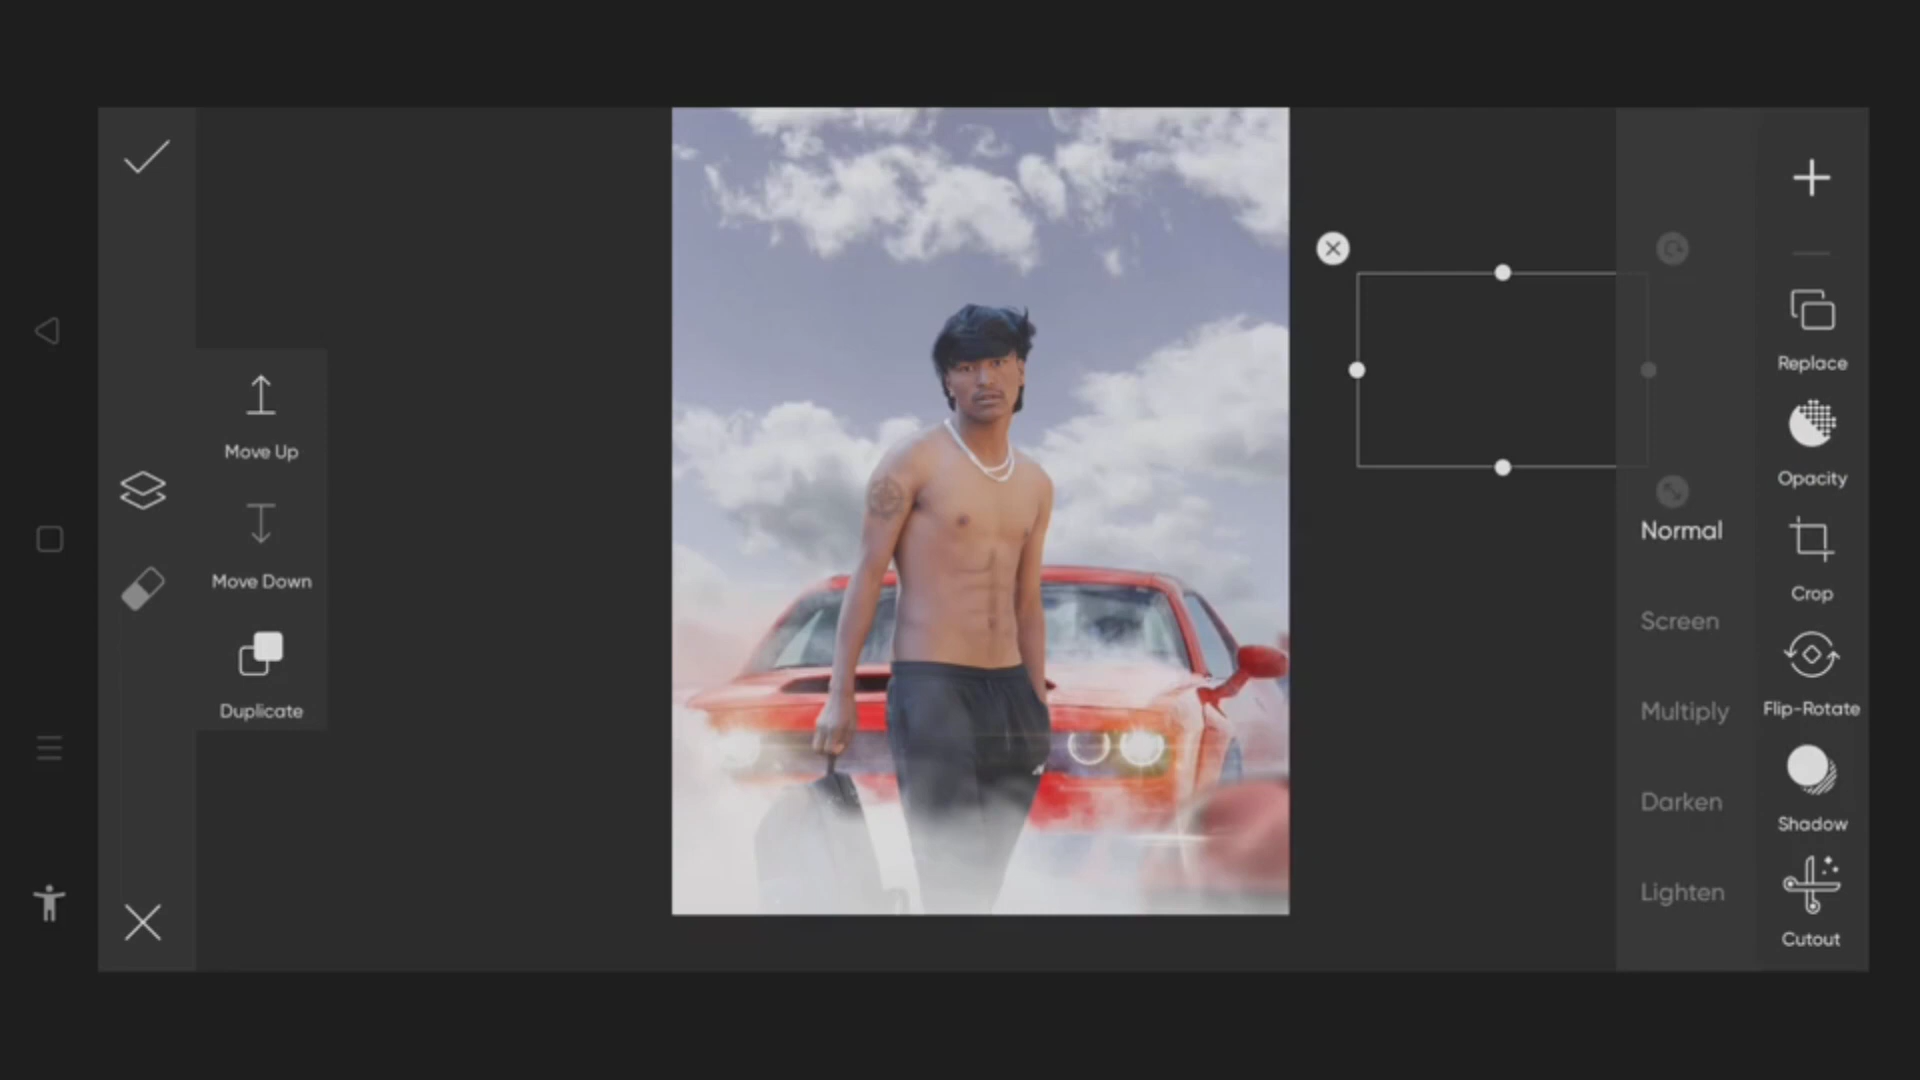 Move Up
Move Down
Duplicate
Normal
Screen
Multiply
Darken
Lighten
Replace
Opacity
Crop
Flip-Rotate
Shadow
Cutout